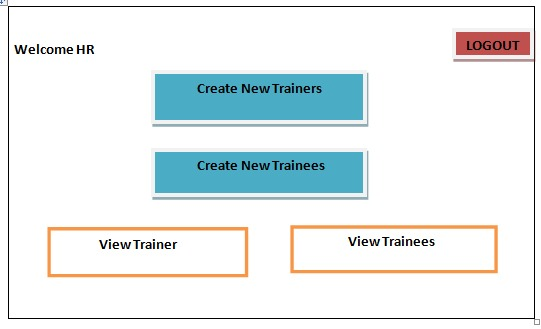 LOGOUT
Welcome HR
Create New Trainers
Create New Trainees
View Trainer
View Trainees